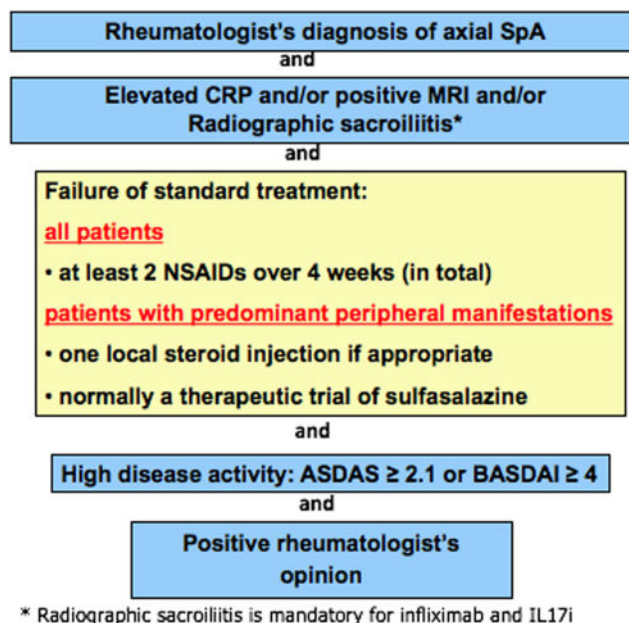 Rheumatologist's diagnosis of axial SpA
and
Elevated CRP and/or positive MRI and/or
Radiographic sacroiliitis*
and
Failure of standard treatment:
all patients
• at least 2 NSAIDs over 4 weeks (in total)
patients with predominant peripheral manifestations
• one local steroid injection if appropriate
• normally a therapeutic trial of sulfasalazine
and
High disease activity: ASDAS ≥ 2.1 or BASDAI ≥ 4
and
Positive rheumatologist's
opinion
* Radiographic sacroiliitis is mandatory for infliximab and IL17i